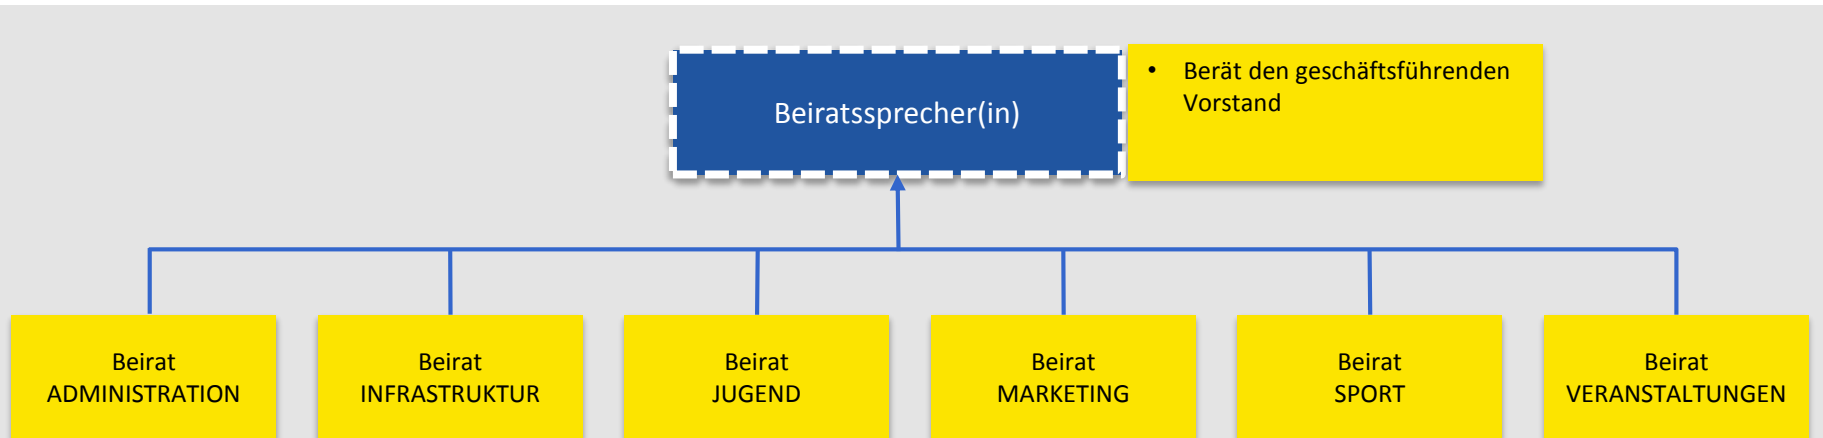 Beiratssprecher(in)
• Berät den geschäftsführenden
Vorstand
Beirat
ADMINISTRATION
Beirat
INFRASTRUKTUR
Beirat
JUGEND
Beirat
MARKETING
Beirat
SPORT
Beirat
VERANSTALTUNGEN